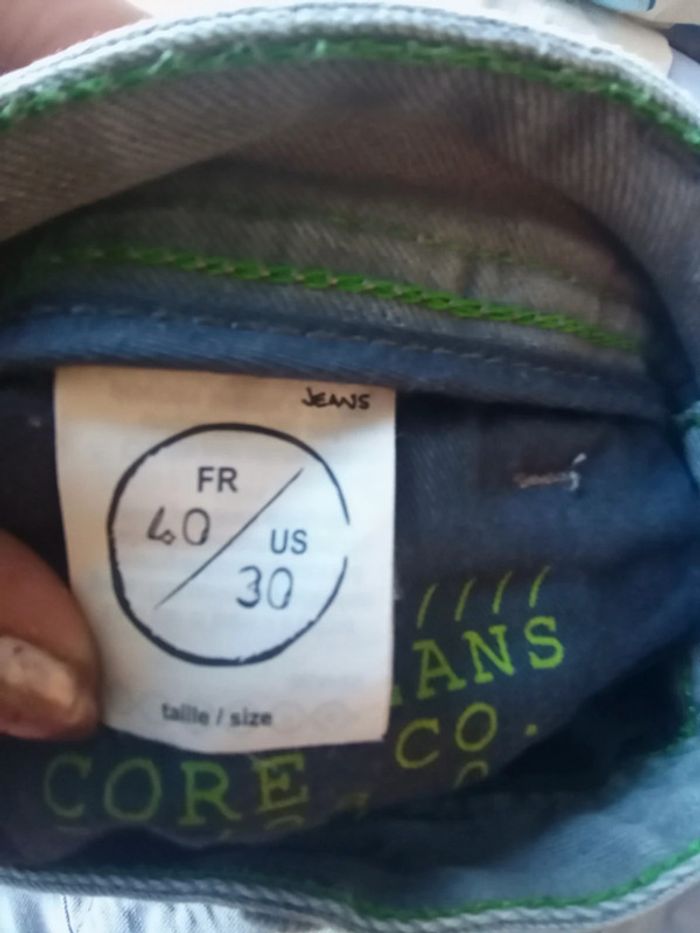 JEANS
FR
40
US
30
taille / size
ANS
CO.
CORE